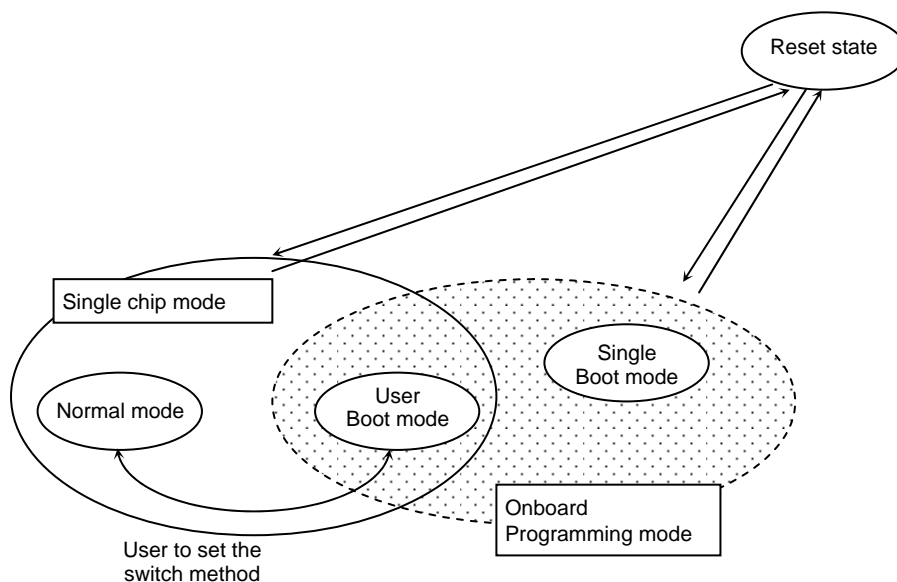 Reset state
Single chip mode
Single
Boot mode
Normal mode
User
Boot mode
Onboard
Programming mode
User to set the
switch method